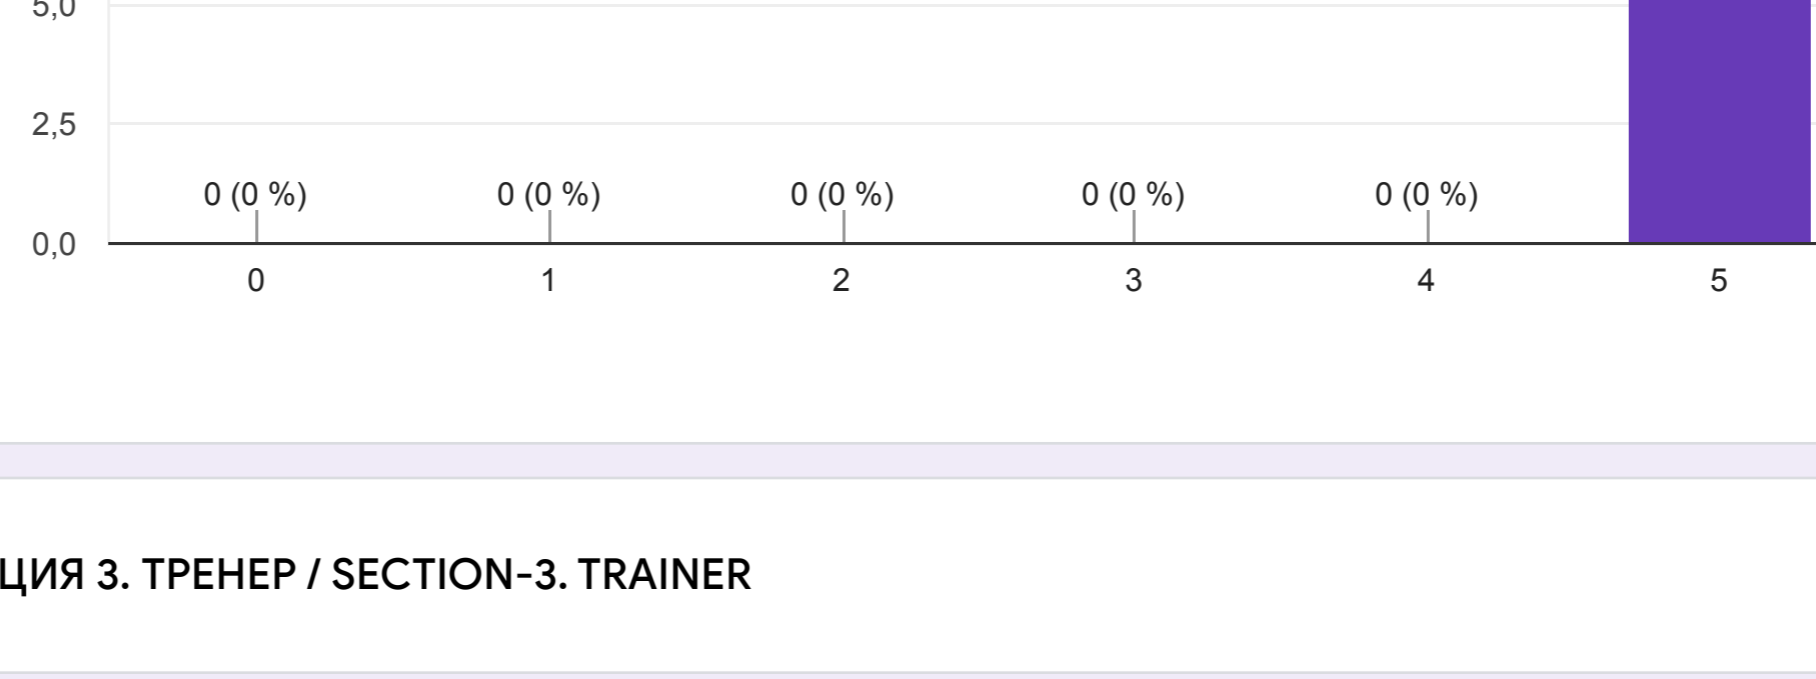 5,0
2,5
0 (0 %) 0 (0 %) 0 (0 %) 0 (0 %) 0 (0 %)
0,0
0 1 2 3 4 5
ЦИЯ 3. ТРЕНЕР / SECTION-3. TRAINER